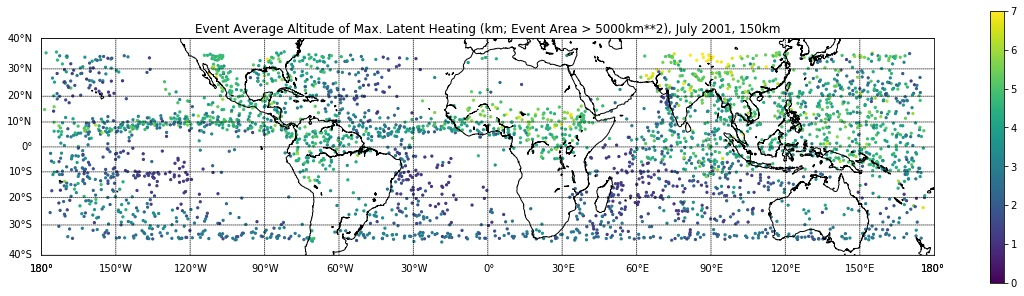 Event Average Altitude of Max. Latent Heating (km; Event Area > 5000km**2), July 2001, 150km
40°N
30°N
20°N
10°N
0°
10°S
20°S
30°S
40°S
180° 150°W 120°W 90°W 60°W 30°W 0° 30°E 60°E 90°E 120°E 150°E 180°
7
6
5
4
3
2
1
0